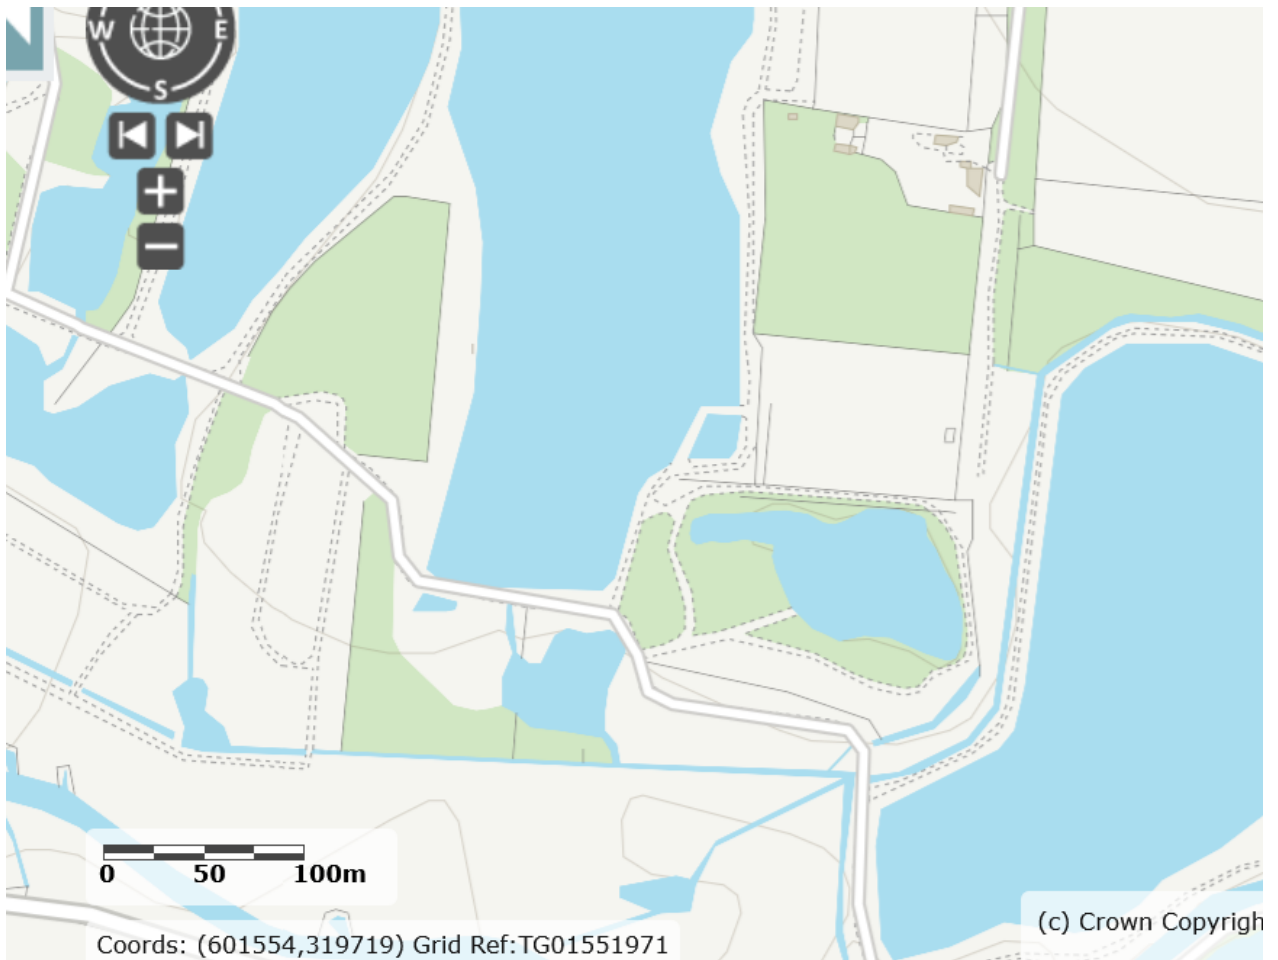 W E
S
0 50 100m
Coords: (601554,319719) Grid Ref:TG01551971
(c) Crown Copyrigh